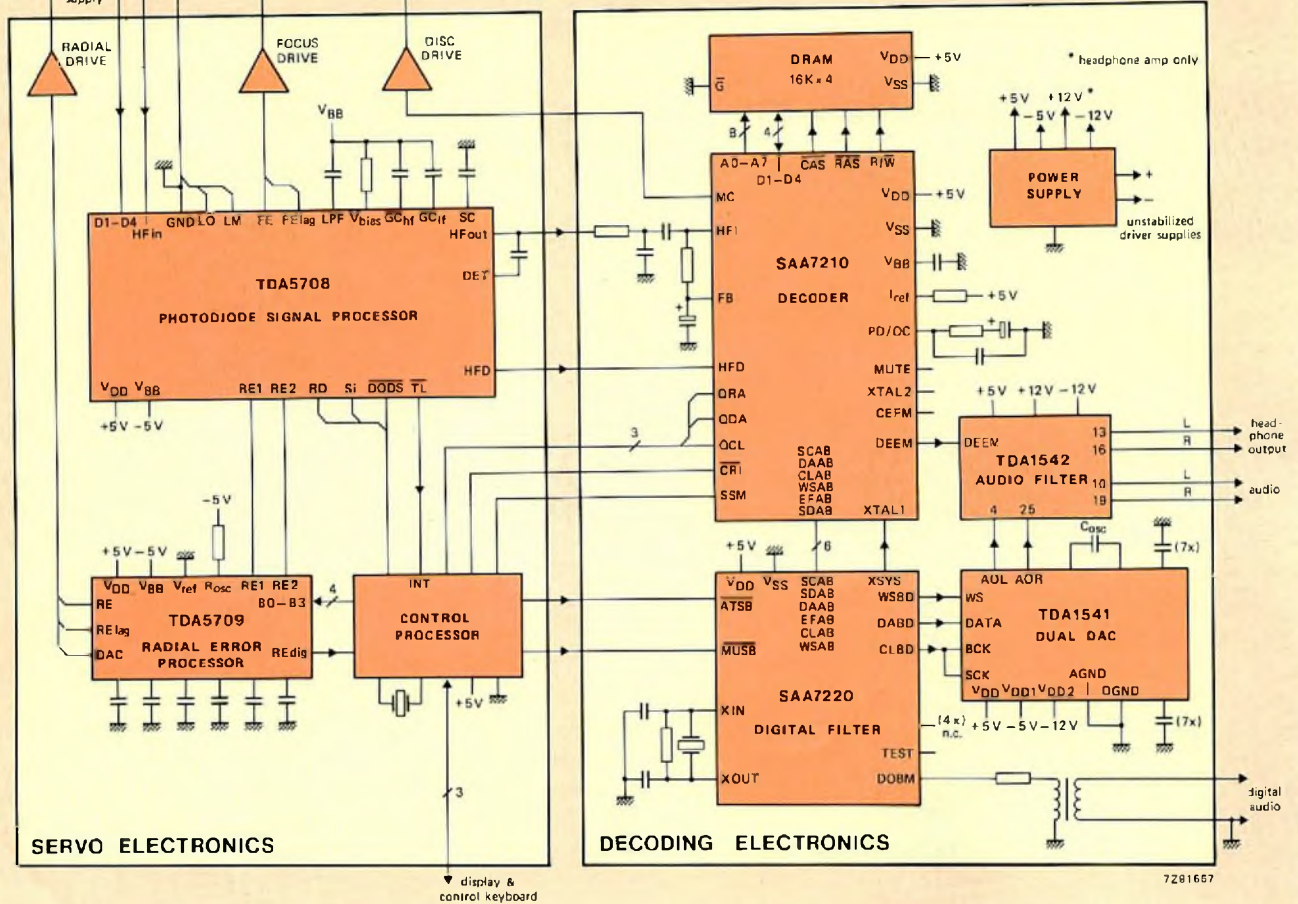 supply
RADIAL DRIVE
FOCUS DRIVE
DISC DRIVE
VBB
D1–D4
HFin
GND
LO
LM
FE
FElag
LPF
Vbias
GChf
GClf
SC
HFout
DET
TDA5708
PHOTODIODE SIGNAL PROCESSOR
HFD
VDD
VBB
RE1
RE2
RD
Si
DODS
TL
+5V
-5V
-5V
+5V
-5V
VDD
VBB
Vref
Rosc
RE1
RE2
B0–B3
RE
RElag
DAC
TDA5709
RADIAL ERROR PROCESSOR
REdig
4
INT
CONTROL PROCESSOR
+5V
3
3
display & control keyboard
SERVO ELECTRONICS
DRAM
16K × 4
G
VDD
+5V
VSS
8
4
A0–A7
D1–D4
CAS
RAS
R/W
MC
HFI
FB
HFD
QRA
QDA
QCL
CRI
SSM
SAA7210
DECODER
VDD
+5V
VSS
VBB
Iref
+5V
PD/OC
+
+
MUTE
XTAL2
CEFM
DEEM
SCAB
DAAB
CLAB
WSAB
EFAB
SDAB
XTAL1
* headphone amp only
+5V
-5V
+12V*
-12V
POWER SUPPLY
+
–
unstabilized driver supplies
+5V
+12V
-12V
DEEM
TDA1542
AUDIO FILTER
13
16
10
19
4
25
L
R
head-phone output
L
R
audio
Cosc
(7x)
6
+5V
VDD
VSS
SCAB
SDAB
DAAB
EFAB
CLAB
WSAB
XSYS
WSBD
DABD
CLBD
ATSB
MUSB
SAA7220
DIGITAL FILTER
XIN
XOUT
(4x) n.c.
TEST
DOBM
AOL
AOR
WS
DATA
BCK
SCK
TDA1541
DUAL DAC
AGND
DGND
VDD
VDD1
VDD2
+5V
-5V
-12V
(7x)
digital audio
DECODING ELECTRONICS
7Z81667